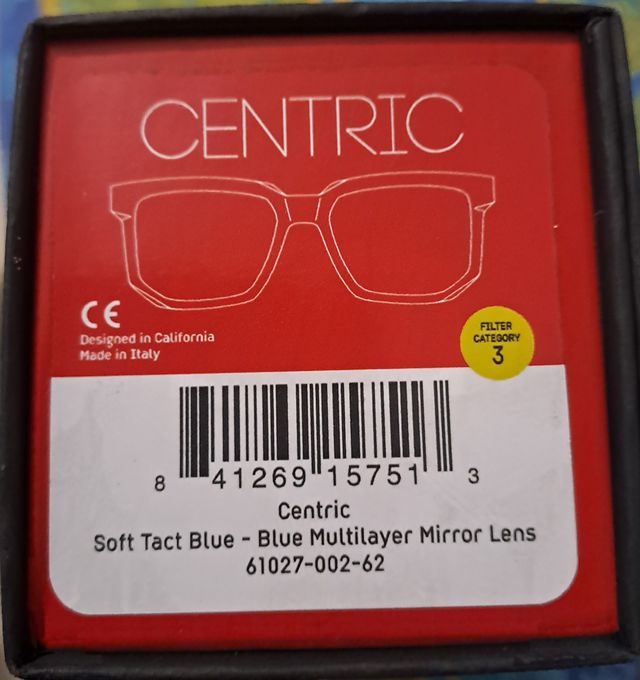 CENTRIC
CE
Designed in California
Made in Italy
FILTER
CATEGORY
3
8 41269 15751 3
Centric
Soft Tact Blue - Blue Multilayer Mirror Lens
61027-002-62